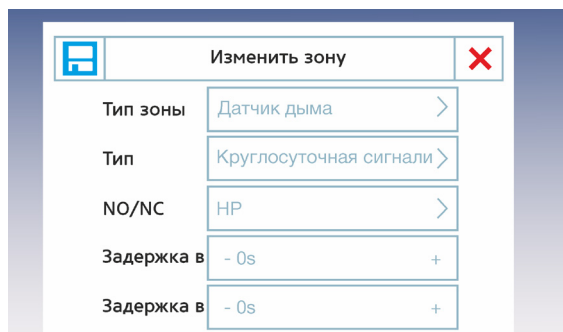 Изменить зону
Тип зоны Датчик дыма
Тип Круглосуточная сигнали
NO/NC НР
Задержка в - 0s +
Задержка в - 0s +